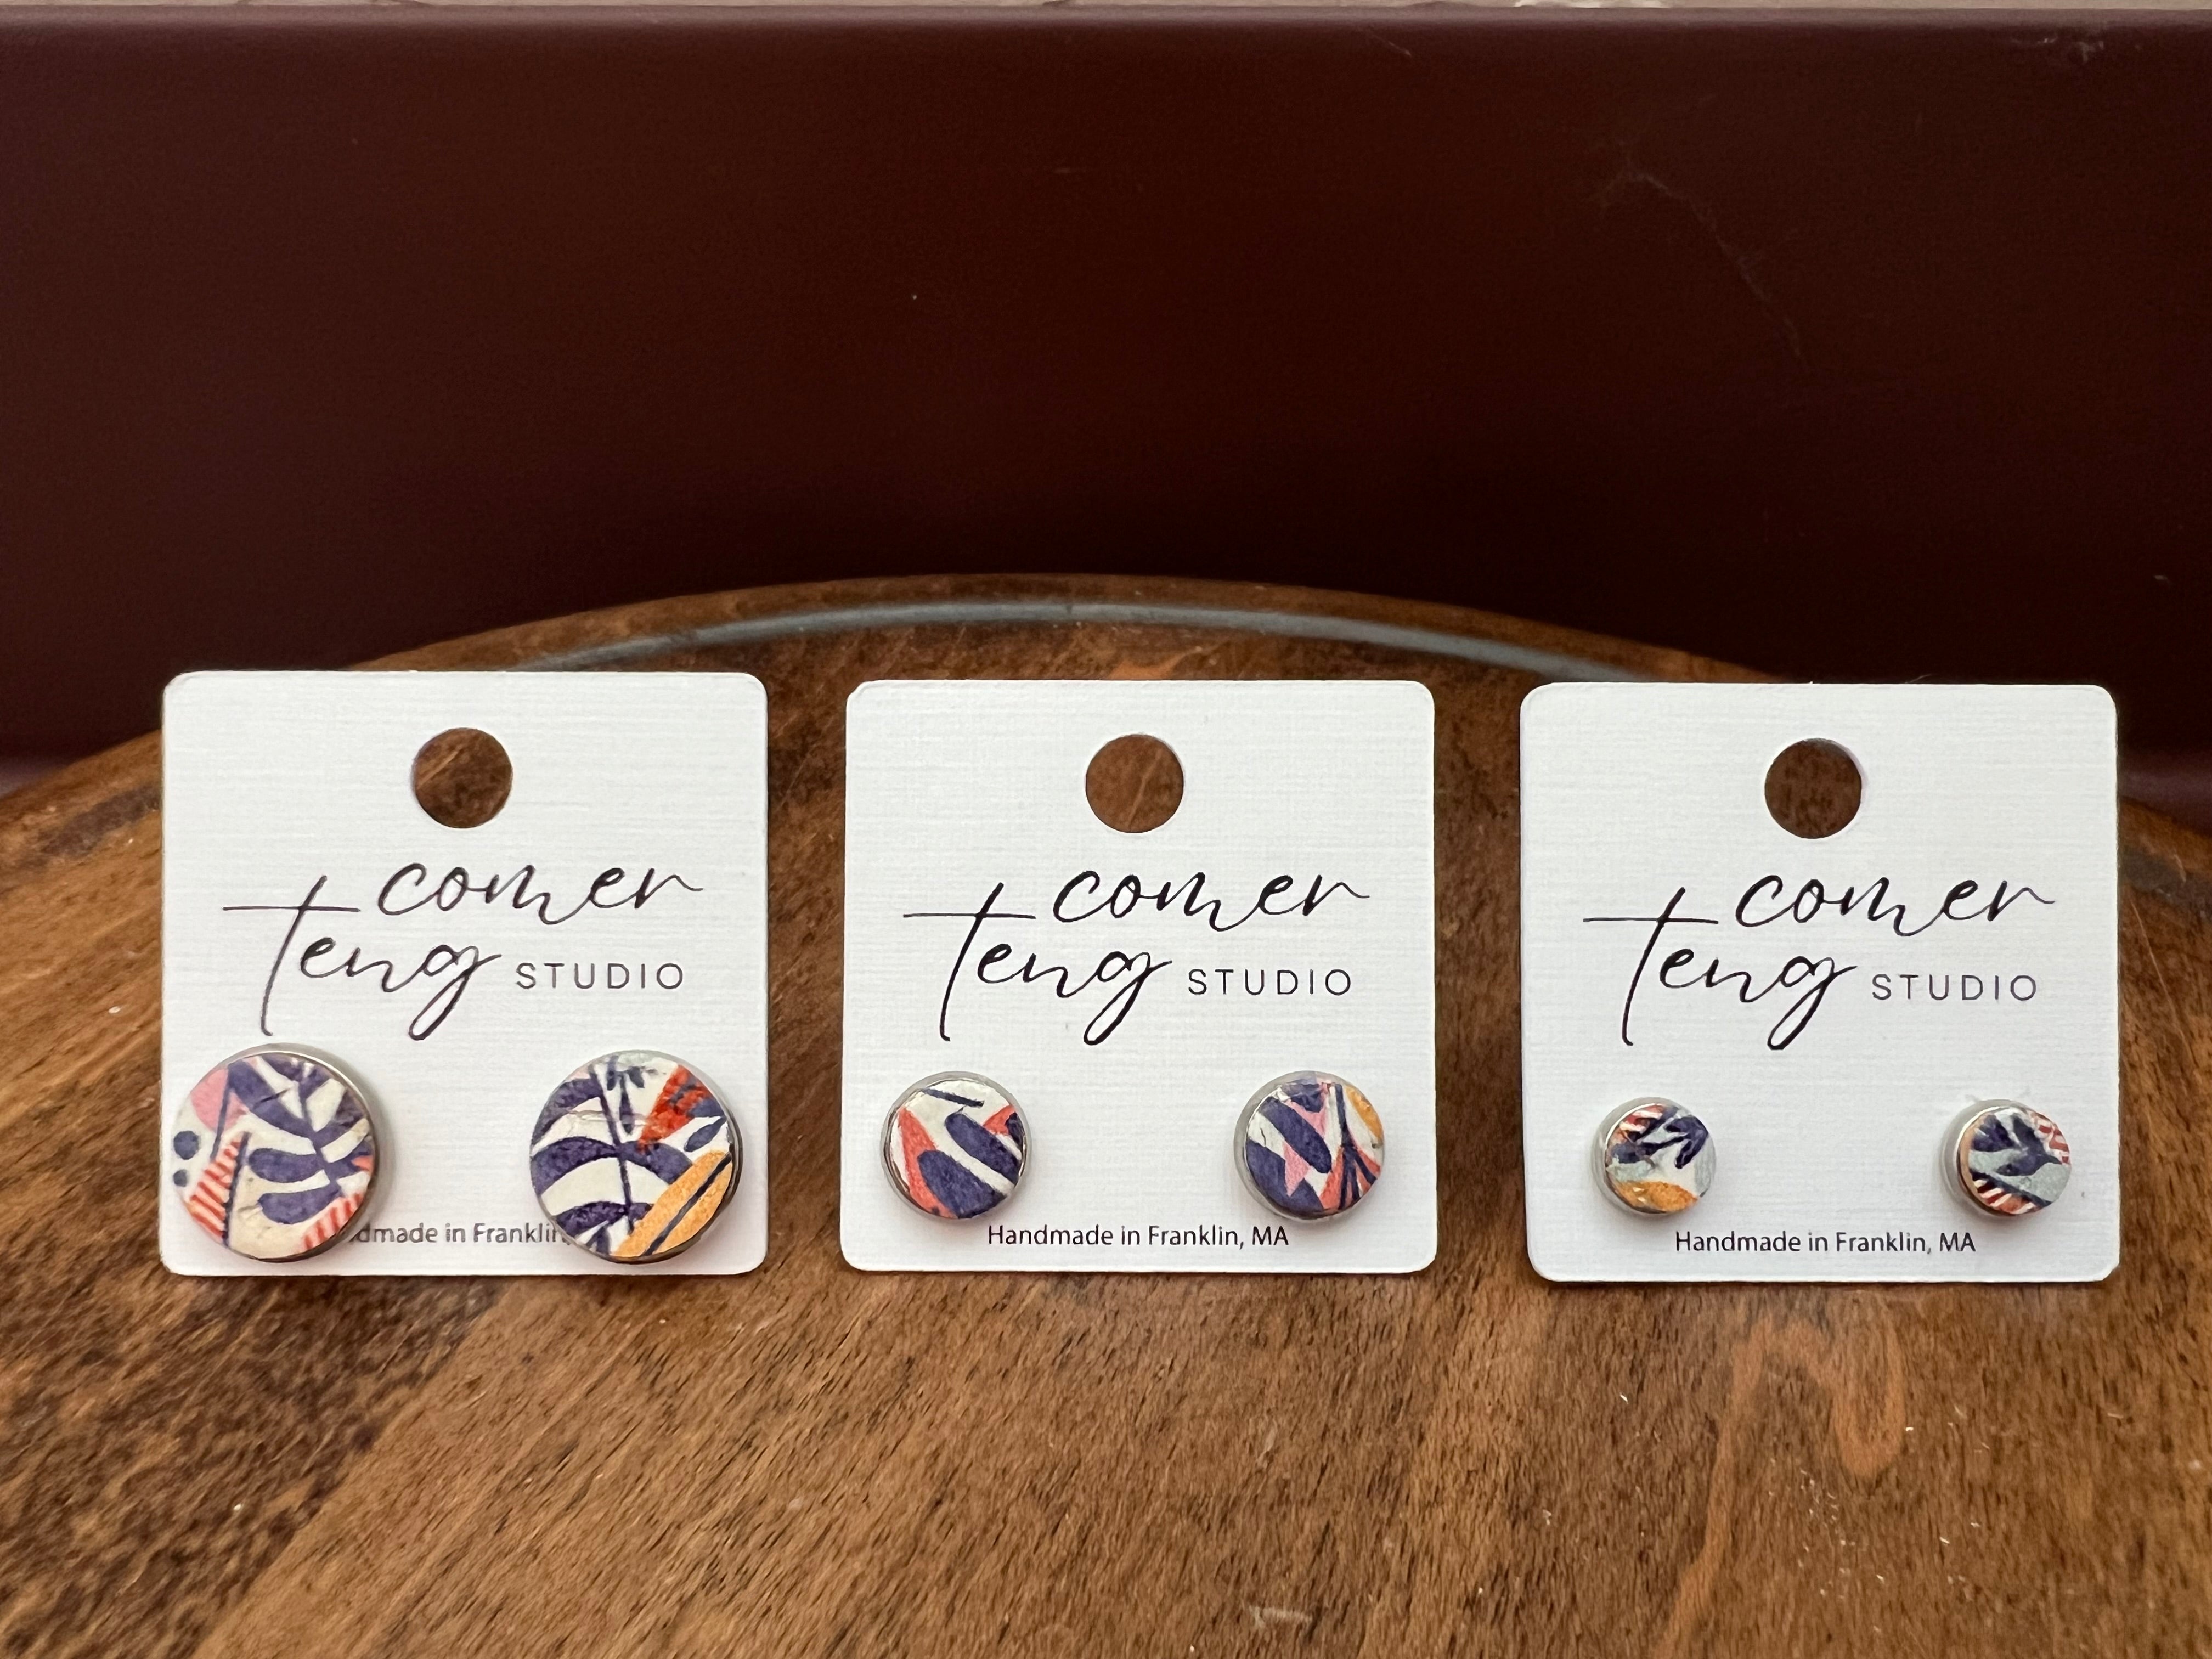 comer
teng STUDIO
dmade in Franklin,
comer
teng STUDIO
Handmade in Franklin, MA
comer
teng STUDIO
Handmade in Franklin, MA